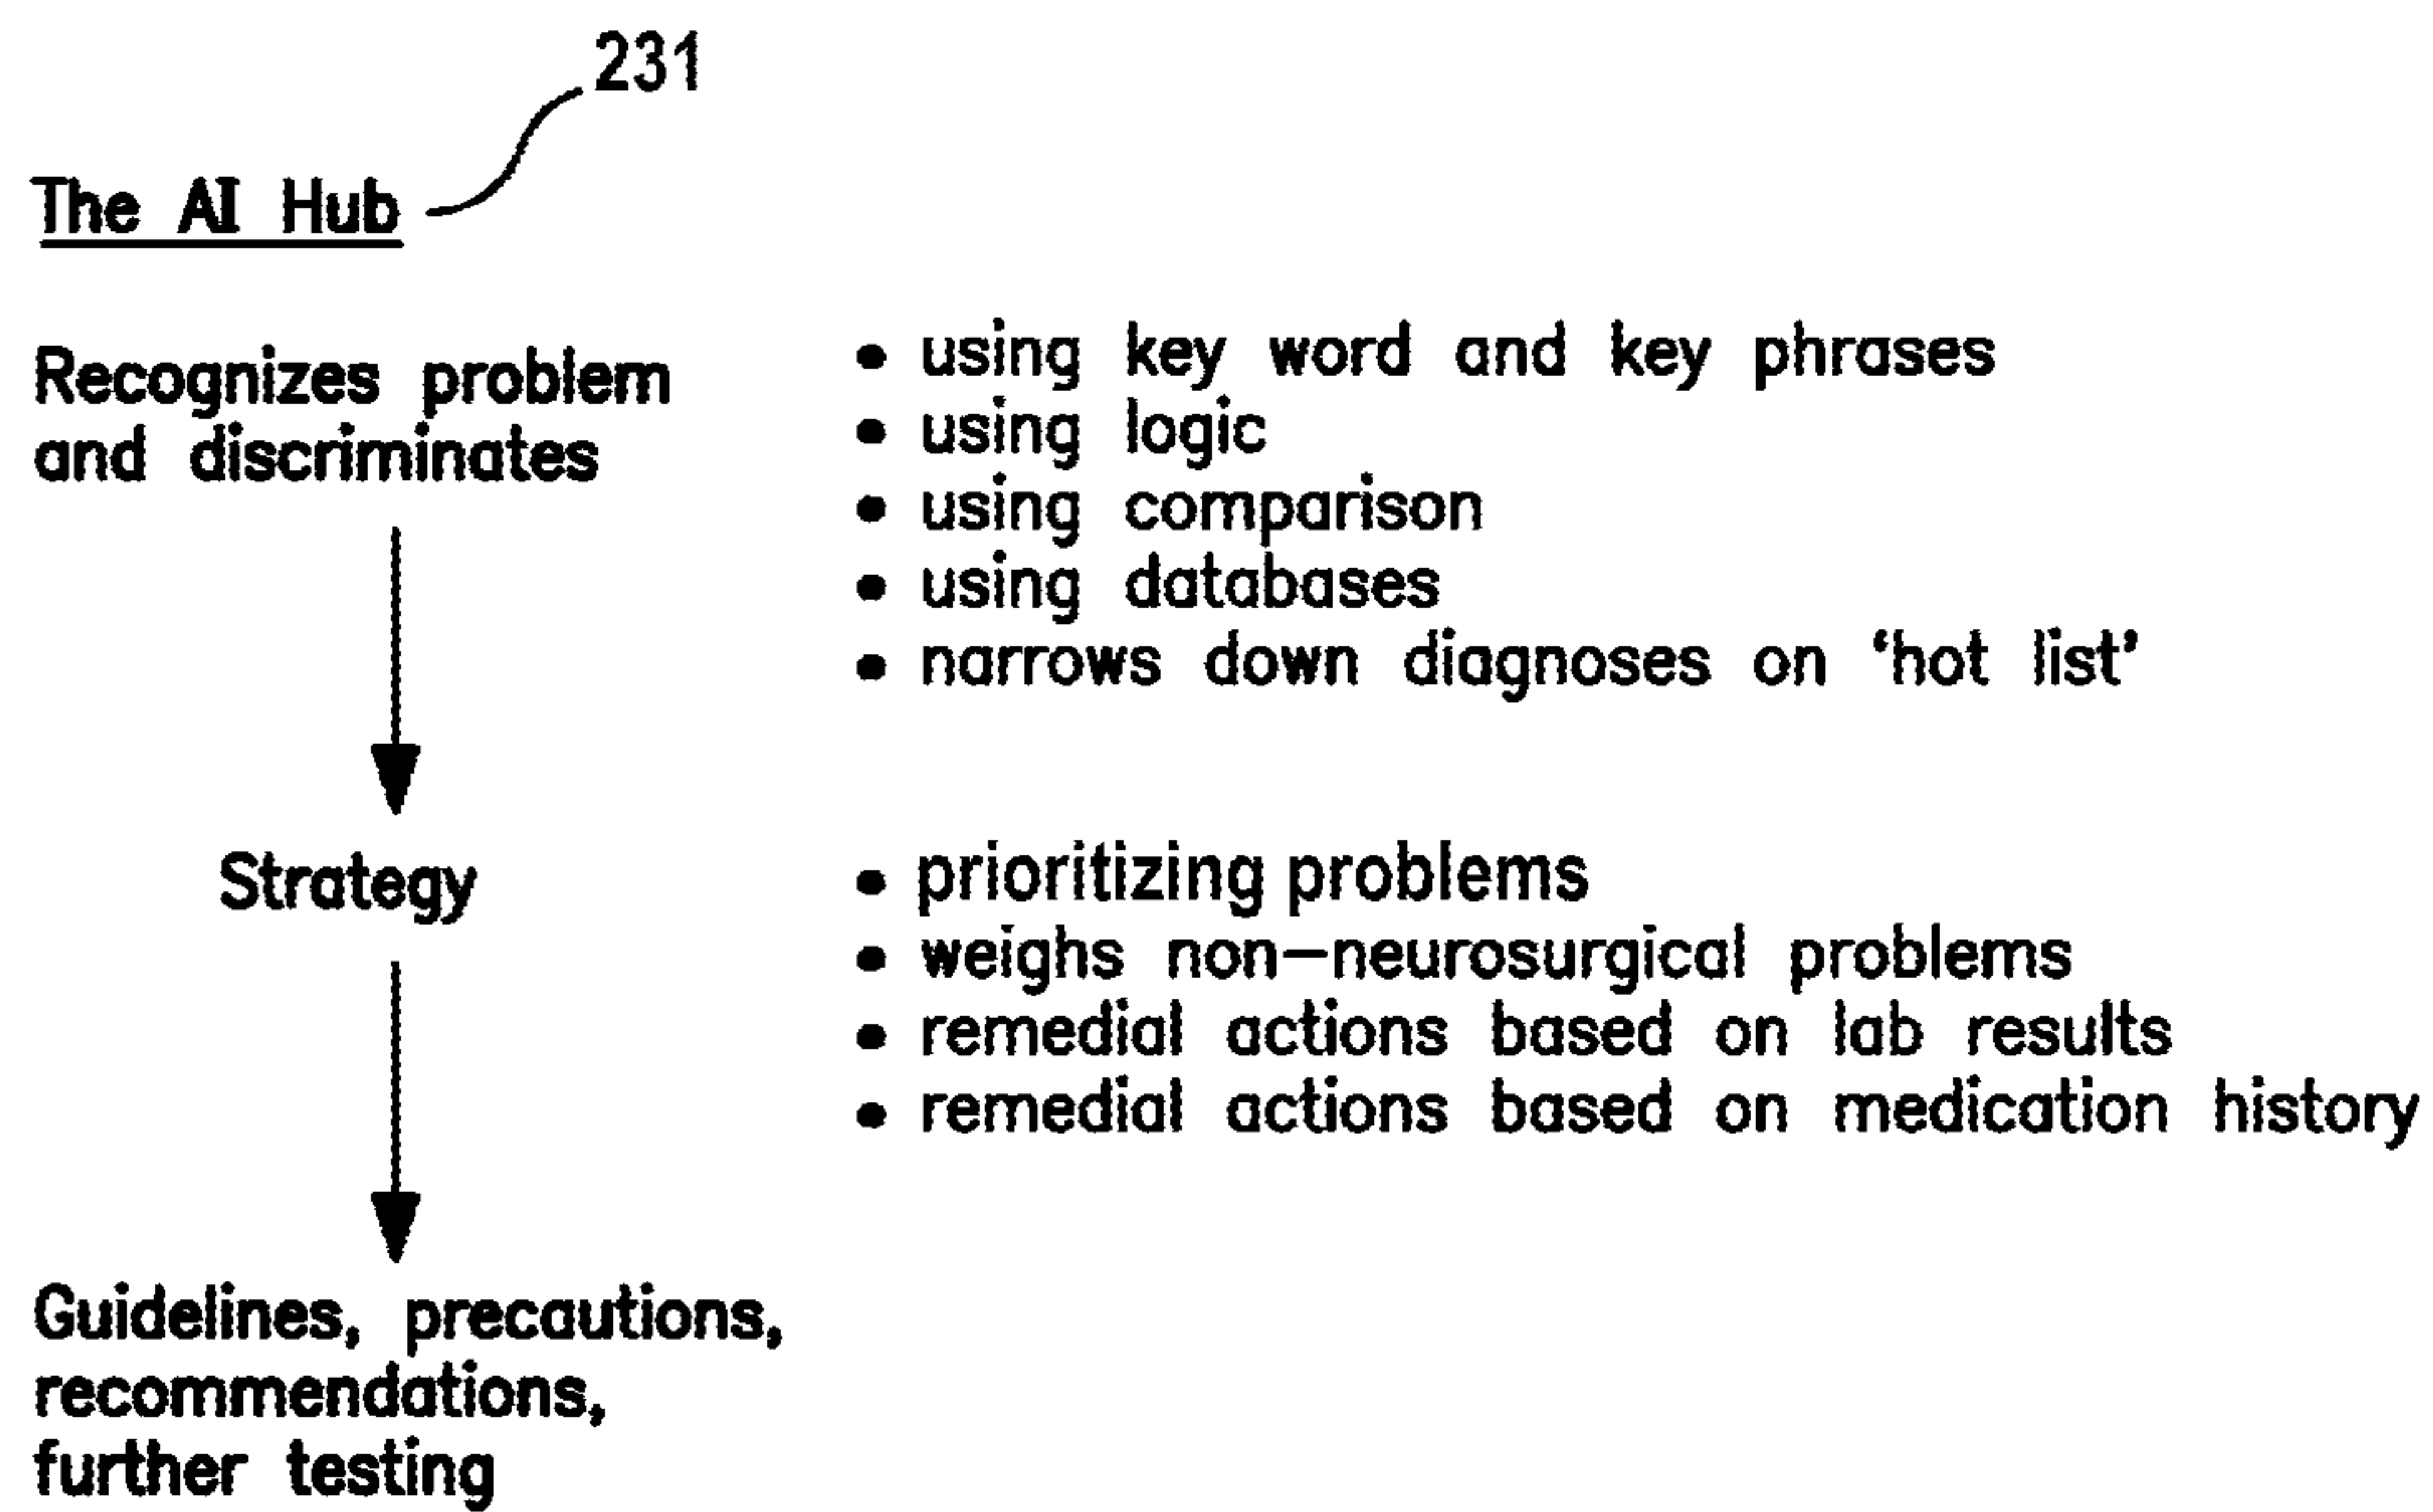 231
The AI Hub
Recognizes problem
and discriminates
• using key word and key phrases
• using logic
• using comparison
• using databases
• narrows down diagnoses on ‘hot list’
Strategy
• prioritizing problems
• weighs non–neurosurgical problems
• remedial actions based on lab results
• remedial actions based on medication history
Guidelines, precautions,
recommendations,
further testing